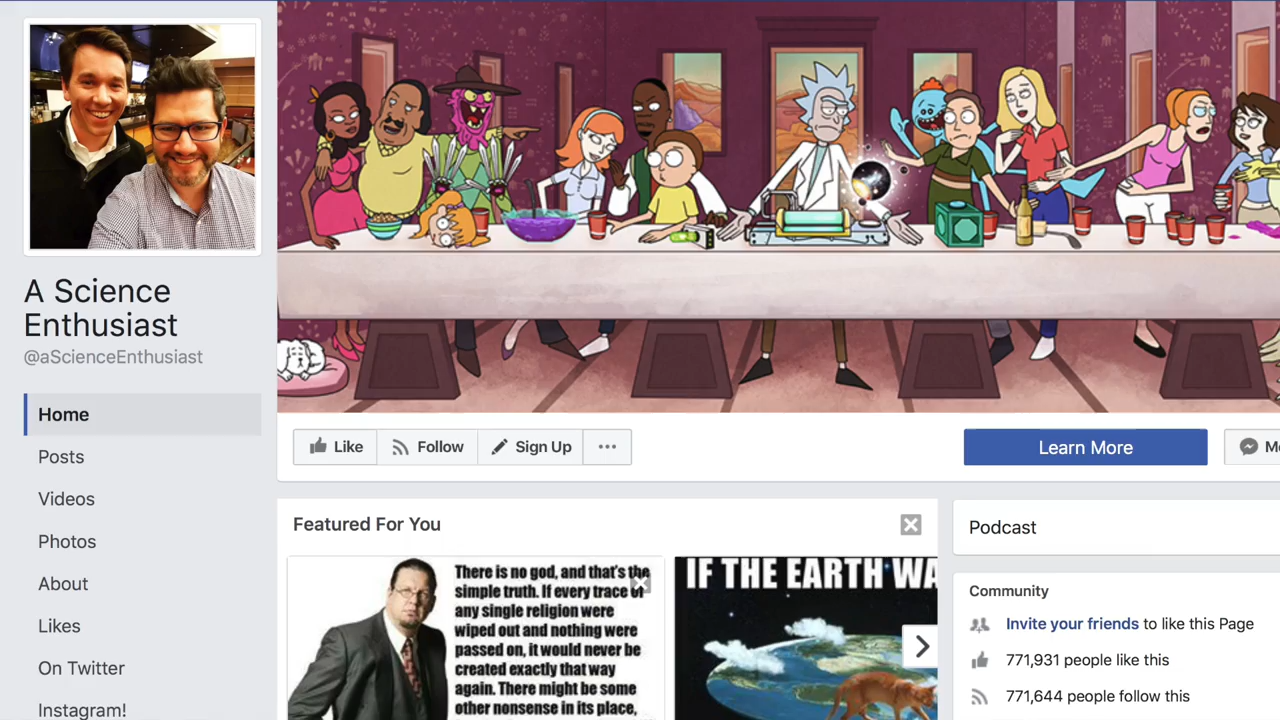 A Science
Enthusiast
@aScienceEnthusiast
Home
Posts
Videos
Photos
About
Likes
On Twitter
Instagram!
Like
Follow
Sign Up
Learn More
Featured For You
There is no god, and that's the
simple truth. If every trace of
any single religion were
wiped out and nothing were
passed on, it would never be
created exactly that way
again. There might be some
other nonsense in its place,
IF THE EARTH WA
Podcast
Community
Invite your friends to like this Page
771,931 people like this
771,644 people follow this